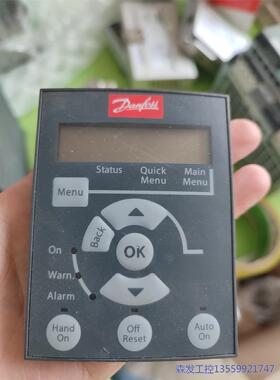 Danfoss
Status
Quick Menu
Main Menu
Menu
Back
On
OK
Warn.
Alarm
Hand On
Off Reset
Auto On
森发工控13559921747